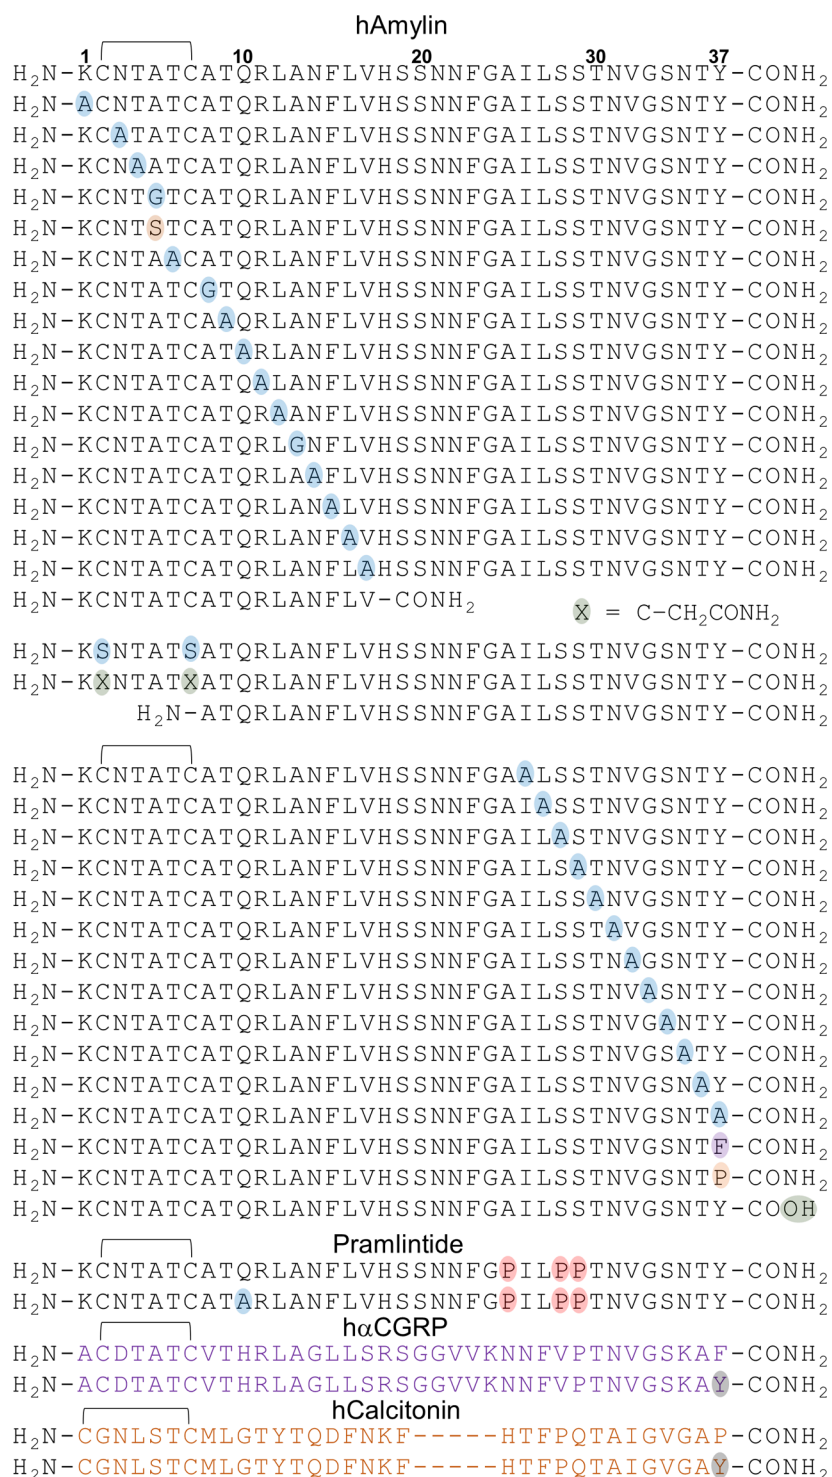 hAmylin
1 10 20 30 37
H₂N-KCNTATCATQRLANFLVHSSNNFGAILSSTNVGSNTY-CONH₂
H₂N-ACNTATCATQRLANFLVHSSNNFGAILSSTNVGSNTY-CONH₂
H₂N-KCATATCATQRLANFLVHSSNNFGAILSSTNVGSNTY-CONH₂
H₂N-KCNAATCATQRLANFLVHSSNNFGAILSSTNVGSNTY-CONH₂
H₂N-KCNTGTCATQRLANFLVHSSNNFGAILSSTNVGSNTY-CONH₂
H₂N-KCNTSTCATQRLANFLVHSSNNFGAILSSTNVGSNTY-CONH₂
H₂N-KCNTAACATQRLANFLVHSSNNFGAILSSTNVGSNTY-CONH₂
H₂N-KCNTATCGTQRLANFLVHSSNNFGAILSSTNVGSNTY-CONH₂
H₂N-KCNTATCAAQRLANFLVHSSNNFGAILSSTNVGSNTY-CONH₂
H₂N-KCNTATCATARLANFLVHSSNNFGAILSSTNVGSNTY-CONH₂
H₂N-KCNTATCATQALANFLVHSSNNFGAILSSTNVGSNTY-CONH₂
H₂N-KCNTATCATQRAANFLVHSSNNFGAILSSTNVGSNTY-CONH₂
H₂N-KCNTATCATQRLGNFLVHSSNNFGAILSSTNVGSNTY-CONH₂
H₂N-KCNTATCATQRLAAFLVHSSNNFGAILSSTNVGSNTY-CONH₂
H₂N-KCNTATCATQRLANALVHSSNNFGAILSSTNVGSNTY-CONH₂
H₂N-KCNTATCATQRLANFAVHSSNNFGAILSSTNVGSNTY-CONH₂
H₂N-KCNTATCATQRLANFLAHSSNNFGAILSSTNVGSNTY-CONH₂
H₂N-KCNTATCATQRLANFLV-CONH₂
X = C-CH₂CONH₂
H₂N-KSNTATSATQRLANFLVHSSNNFGAILSSTNVGSNTY-CONH₂
H₂N-KXNTATXATQRLANFLVHSSNNFGAILSSTNVGSNTY-CONH₂
H₂N-ATQRLANFLVHSSNNFGAILSSTNVGSNTY-CONH₂
H₂N-KCNTATCATQRLANFLVHSSNNFGAALSSTNVGSNTY-CONH₂
H₂N-KCNTATCATQRLANFLVHSSNNFGAIASSTNVGSNTY-CONH₂
H₂N-KCNTATCATQRLANFLVHSSNNFGAILASTNVGSNTY-CONH₂
H₂N-KCNTATCATQRLANFLVHSSNNFGAILSATNVGSNTY-CONH₂
H₂N-KCNTATCATQRLANFLVHSSNNFGAILSSANVGSNTY-CONH₂
H₂N-KCNTATCATQRLANFLVHSSNNFGAILSSTAVGSNTY-CONH₂
H₂N-KCNTATCATQRLANFLVHSSNNFGAILSSTNAGSNTY-CONH₂
H₂N-KCNTATCATQRLANFLVHSSNNFGAILSSTNVASNTY-CONH₂
H₂N-KCNTATCATQRLANFLVHSSNNFGAILSSTNVGANTY-CONH₂
H₂N-KCNTATCATQRLANFLVHSSNNFGAILSSTNVGSATY-CONH₂
H₂N-KCNTATCATQRLANFLVHSSNNFGAILSSTNVGSNAY-CONH₂
H₂N-KCNTATCATQRLANFLVHSSNNFGAILSSTNVGSNTA-CONH₂
H₂N-KCNTATCATQRLANFLVHSSNNFGAILSSTNVGSNTF-CONH₂
H₂N-KCNTATCATQRLANFLVHSSNNFGAILSSTNVGSNTP-CONH₂
H₂N-KCNTATCATQRLANFLVHSSNNFGAILSSTNVGSNTY-COOH
Pramlintide
H₂N-KCNTATCATQRLANFLVHSSNNFGPILPPTNVGSNTY-CONH₂
H₂N-KCNTATCATARLANFLVHSSNNFGPILPPTNVGSNTY-CONH₂
hαCGRP
H₂N-ACDTATCVTHRLAGLLSRSGGVVKNNFVPTNVGSKAF-CONH₂
H₂N-ACDTATCVTHRLAGLLSRSGGVVKNNFVPTNVGSKAY-CONH₂
hCalcitonin
H₂N-CGNLSTCMLGTYTQDFNKF-----HTFPQTAIGVGAP-CONH₂
H₂N-CGNLSTCMLGTYTQDFNKF-----HTFPQTAIGVGAY-CONH₂